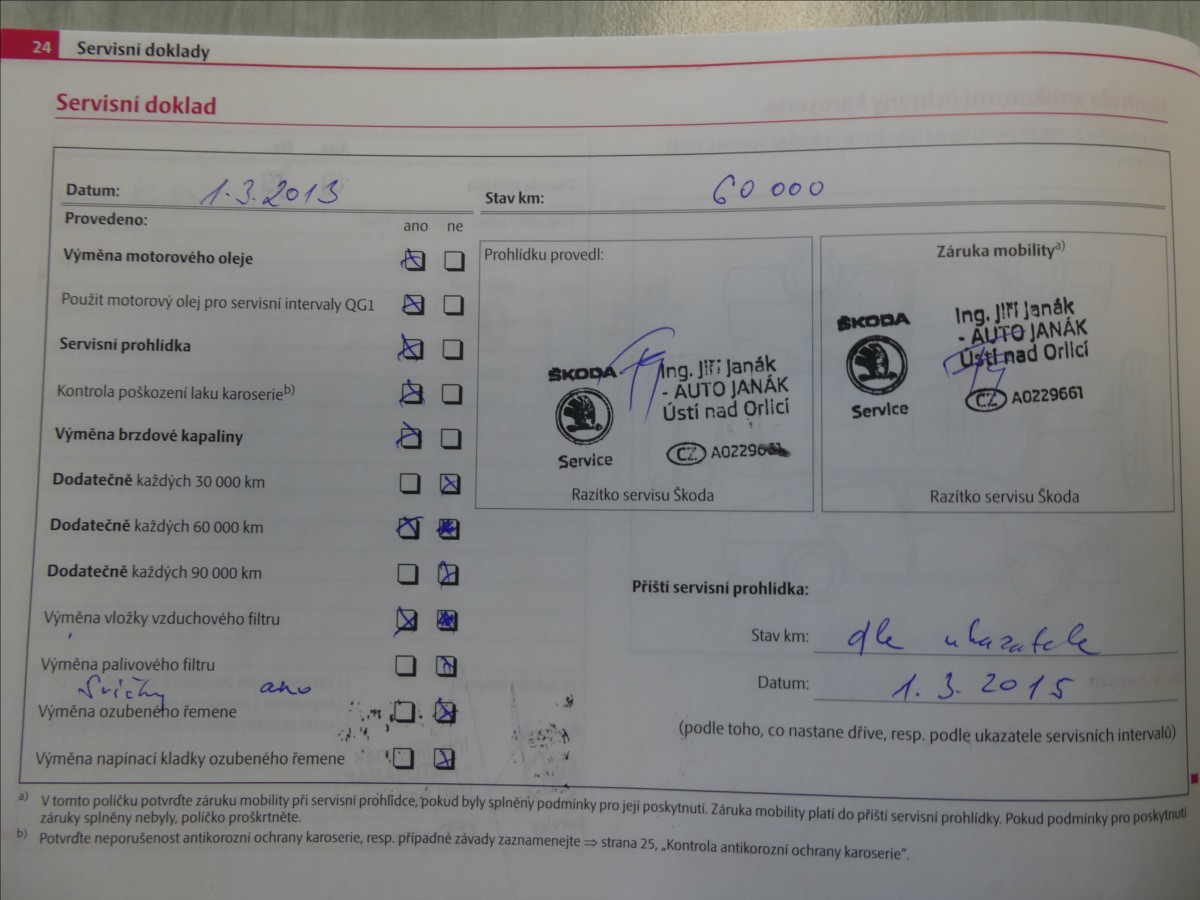 24 Servisní doklady
Servisní doklad
Datum: 1.3.2013
Stav km: 60 000
Provedeno: ano ne
Výměna motorového oleje
Použit motorový olej pro servisní intervaly QG1
Servisní prohlídka
Kontrola poškození laku karoserie b)
Výměna brzdové kapaliny
Dodatečně každých 30 000 km
Dodatečně každých 60 000 km
Dodatečně každých 90 000 km
Výměna vložky vzduchového filtru
Výměna palivového filtru
Svíčky ano
Výměna ozubeného řemene
Výměna napínací kladky ozubeného řemene
Prohlídku provedl:
ŠKODA
Service
Ing. Jiří Janák
- AUTO JANÁK
Ústí nad Orlicí
CZ A0229661
Razítko servisu Škoda
Záruka mobility a)
ŠKODA
Service
Ing. Jiří Janák
- AUTO JANÁK
Ústí nad Orlicí
CZ A0229661
Razítko servisu Škoda
Příští servisní prohlídka:
Stav km: dle ukazatele
Datum: 1.3.2015
(podle toho, co nastane dříve, resp. podle ukazatele servisních intervalů)
a) V tomto políčku potvrďte záruku mobility při servisní prohlídce, pokud byly splněny podmínky pro její poskytnutí. Záruka mobility platí do příští servisní prohlídky. Pokud podmínky pro poskytnutí
záruky splněny nebyly, políčko proškrtněte.
b) Potvrďte neporušenost antikorozní ochrany karoserie, resp. případné závady zaznamenejte ⇒ strana 25, „Kontrola antikorozní ochrany karoserie“.